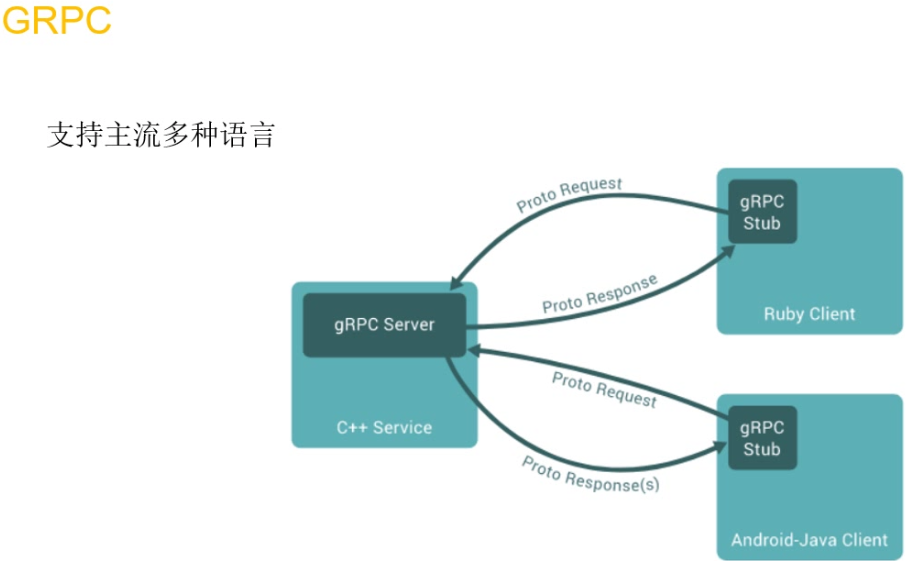 GRPC
支持主流多种语言
Proto Request
gRPC
Stub
Proto Response
Ruby Client
gRPC Server
C++ Service
Proto Request
gRPC
Stub
Proto Response(s)
Android-Java Client